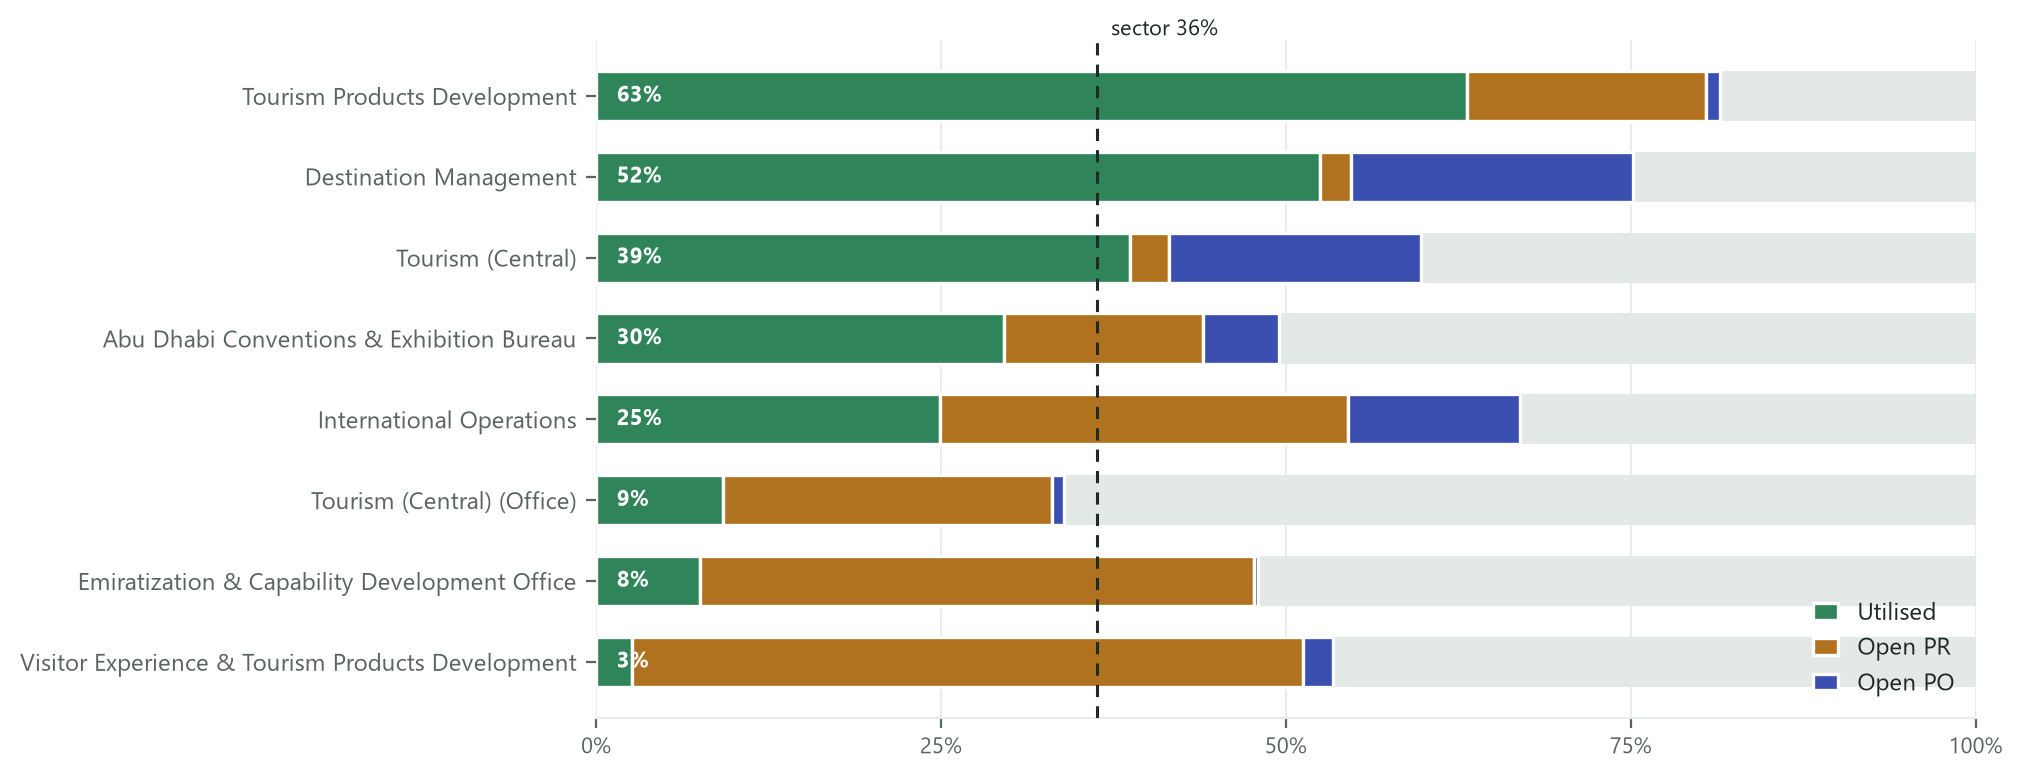 sector 36%
Tourism Products Development
63%
Destination Management
52%
Tourism (Central)
39%
Abu Dhabi Conventions & Exhibition Bureau
30%
International Operations
25%
Tourism (Central) (Office)
9%
Emiratization & Capability Development Office
8%
Visitor Experience & Tourism Products Development
3%
Utilised
Open PR
Open PO
0%
25%
50%
75%
100%